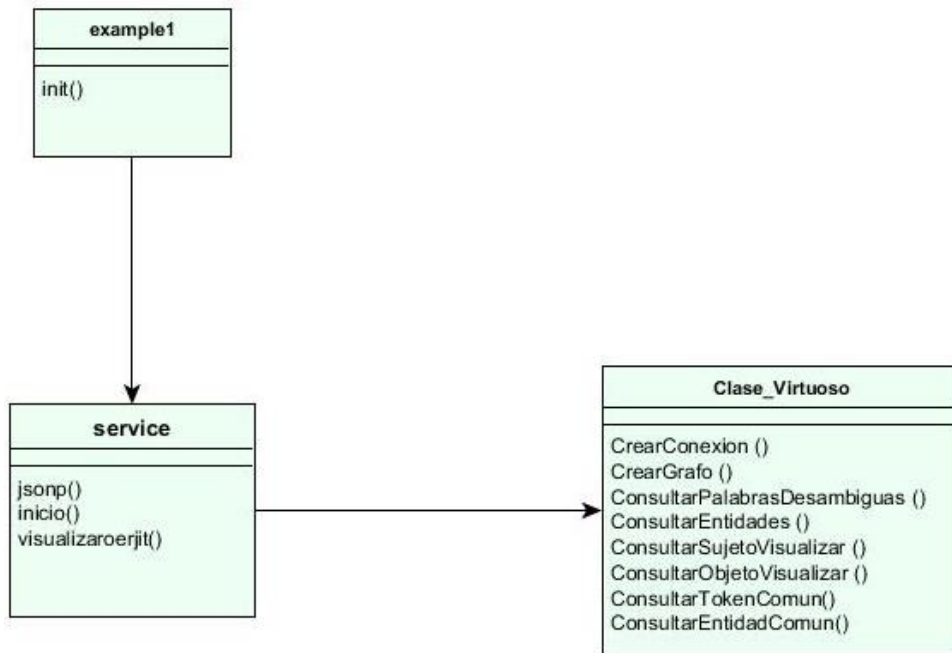 example1
init()
service
jsonp()
inicio()
visualizaroerjit()
Clase_Virtuoso
CrearConexion ()
CrearGrafo ()
ConsultarPalabrasDesambiguas ()
ConsultarEntidades ()
ConsultarSujetoVisualizar ()
ConsultarObjetoVisualizar ()
ConsultarTokenComun()
ConsultarEntidadComun()